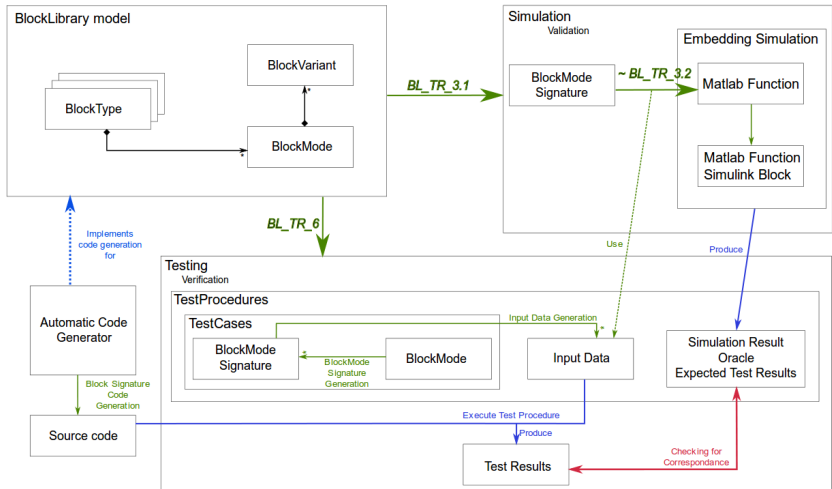 BlockLibrary model
BlockVariant
*
BlockType
BlockMode
*
BL_TR_3.1
Simulation
Validation
BlockMode
Signature
~ BL_TR_3.2
Embedding Simulation
Matlab Function
Matlab Function
Simulink Block
BL_TR_6
Implements
code generation
for
Use
Produce
Testing
Verification
TestProcedures
TestCases
Input Data Generation
*
BlockMode
Signature
*
BlockMode
Signature
Generation
BlockMode
Input Data
Simulation Result
Oracle
Expected Test Results
Automatic Code
Generator
Block Signature
Code
Generation
Source code
Execute Test Procedure
Produce
Test Results
Checking for
Correspondance